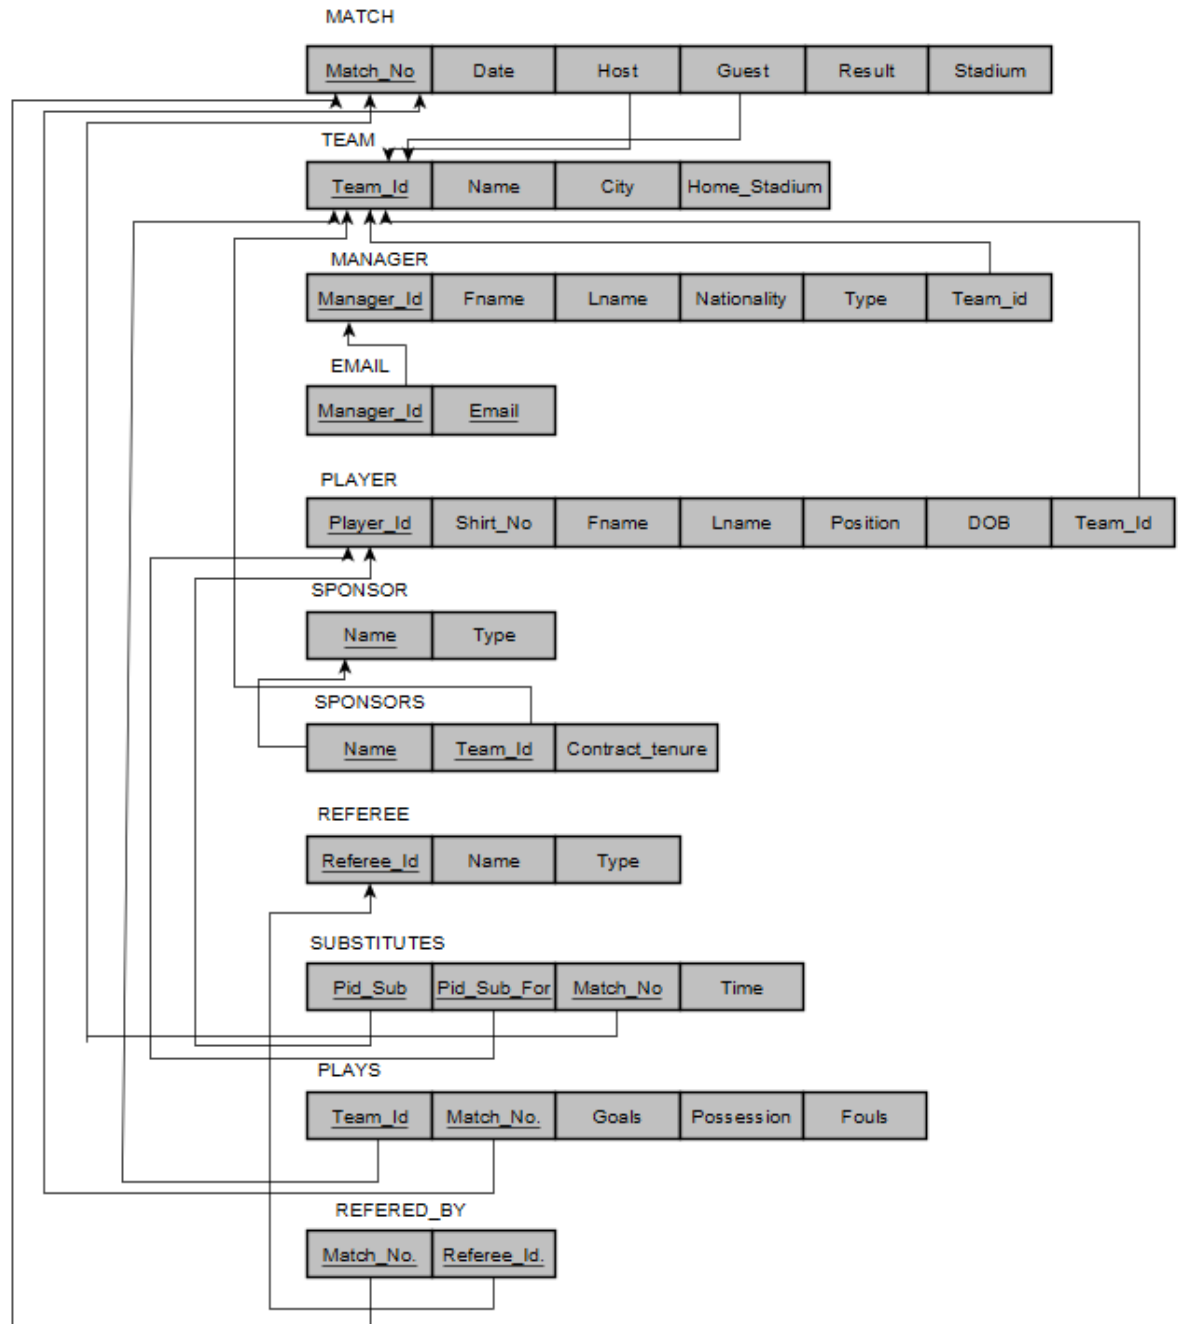 MATCH
Match_No Date Host Guest Result Stadium
TEAM
Team_Id Name City Home_Stadium
MANAGER
Manager_Id Fname Lname Nationality Type Team_id
EMAIL
Manager_Id Email
PLAYER
Player_Id Shirt_No Fname Lname Position DOB Team_Id
SPONSOR
Name Type
SPONSORS
Name Team_Id Contract_tenure
REFEREE
Referee_Id Name Type
SUBSTITUTES
Pid_Sub Pid_Sub_For Match_No Time
PLAYS
Team_Id Match_No. Goals Possession Fouls
REFERED_BY
Match_No. Referee_Id.